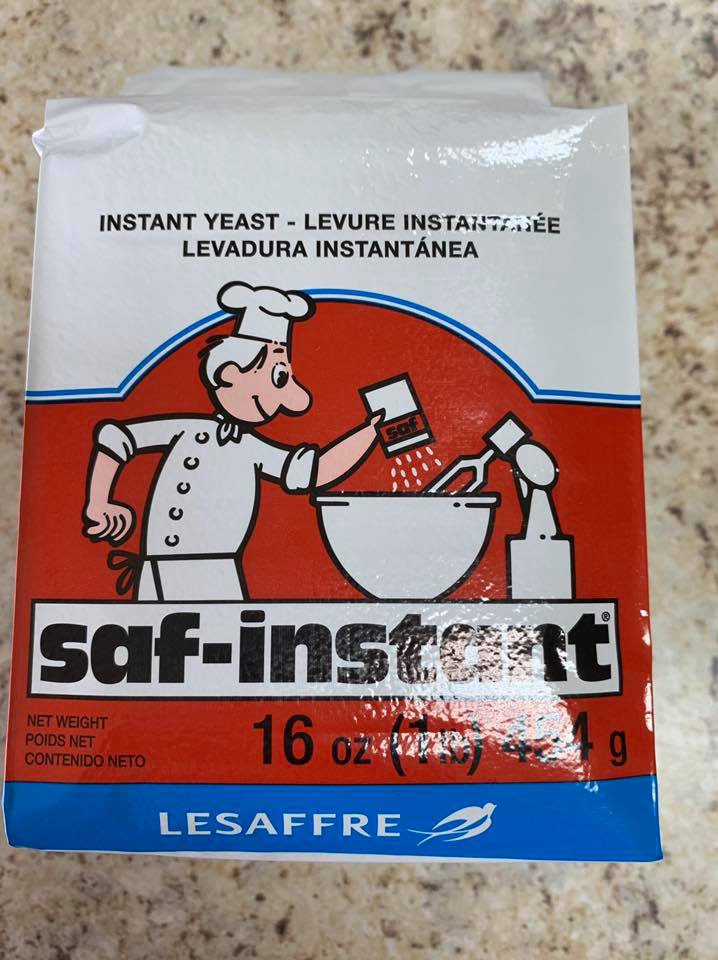 INSTANT YEAST - LEVURE INSTANTANÉE
LEVADURA INSTANTÁNEA
saf
saf-instant®
NET WEIGHT
POIDS NET
CONTENIDO NETO
16 oz (1 lb) 454 g
LESAFFRE